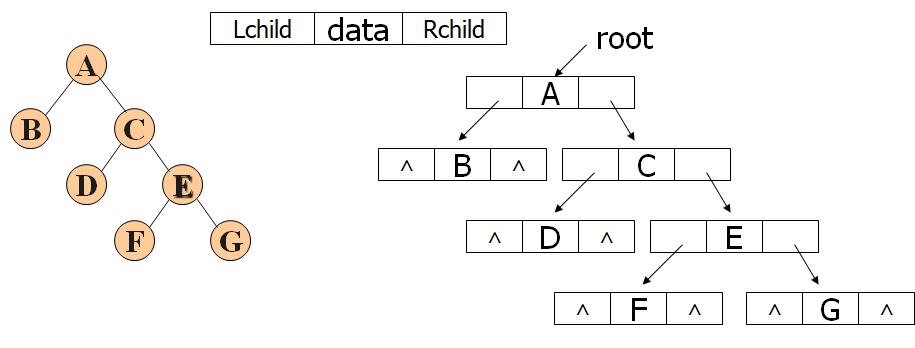 Lchild data Rchild
root
A
B
C
D
E
F
G
A
^ B ^
C
^ D ^
E
^ F ^
^ G ^